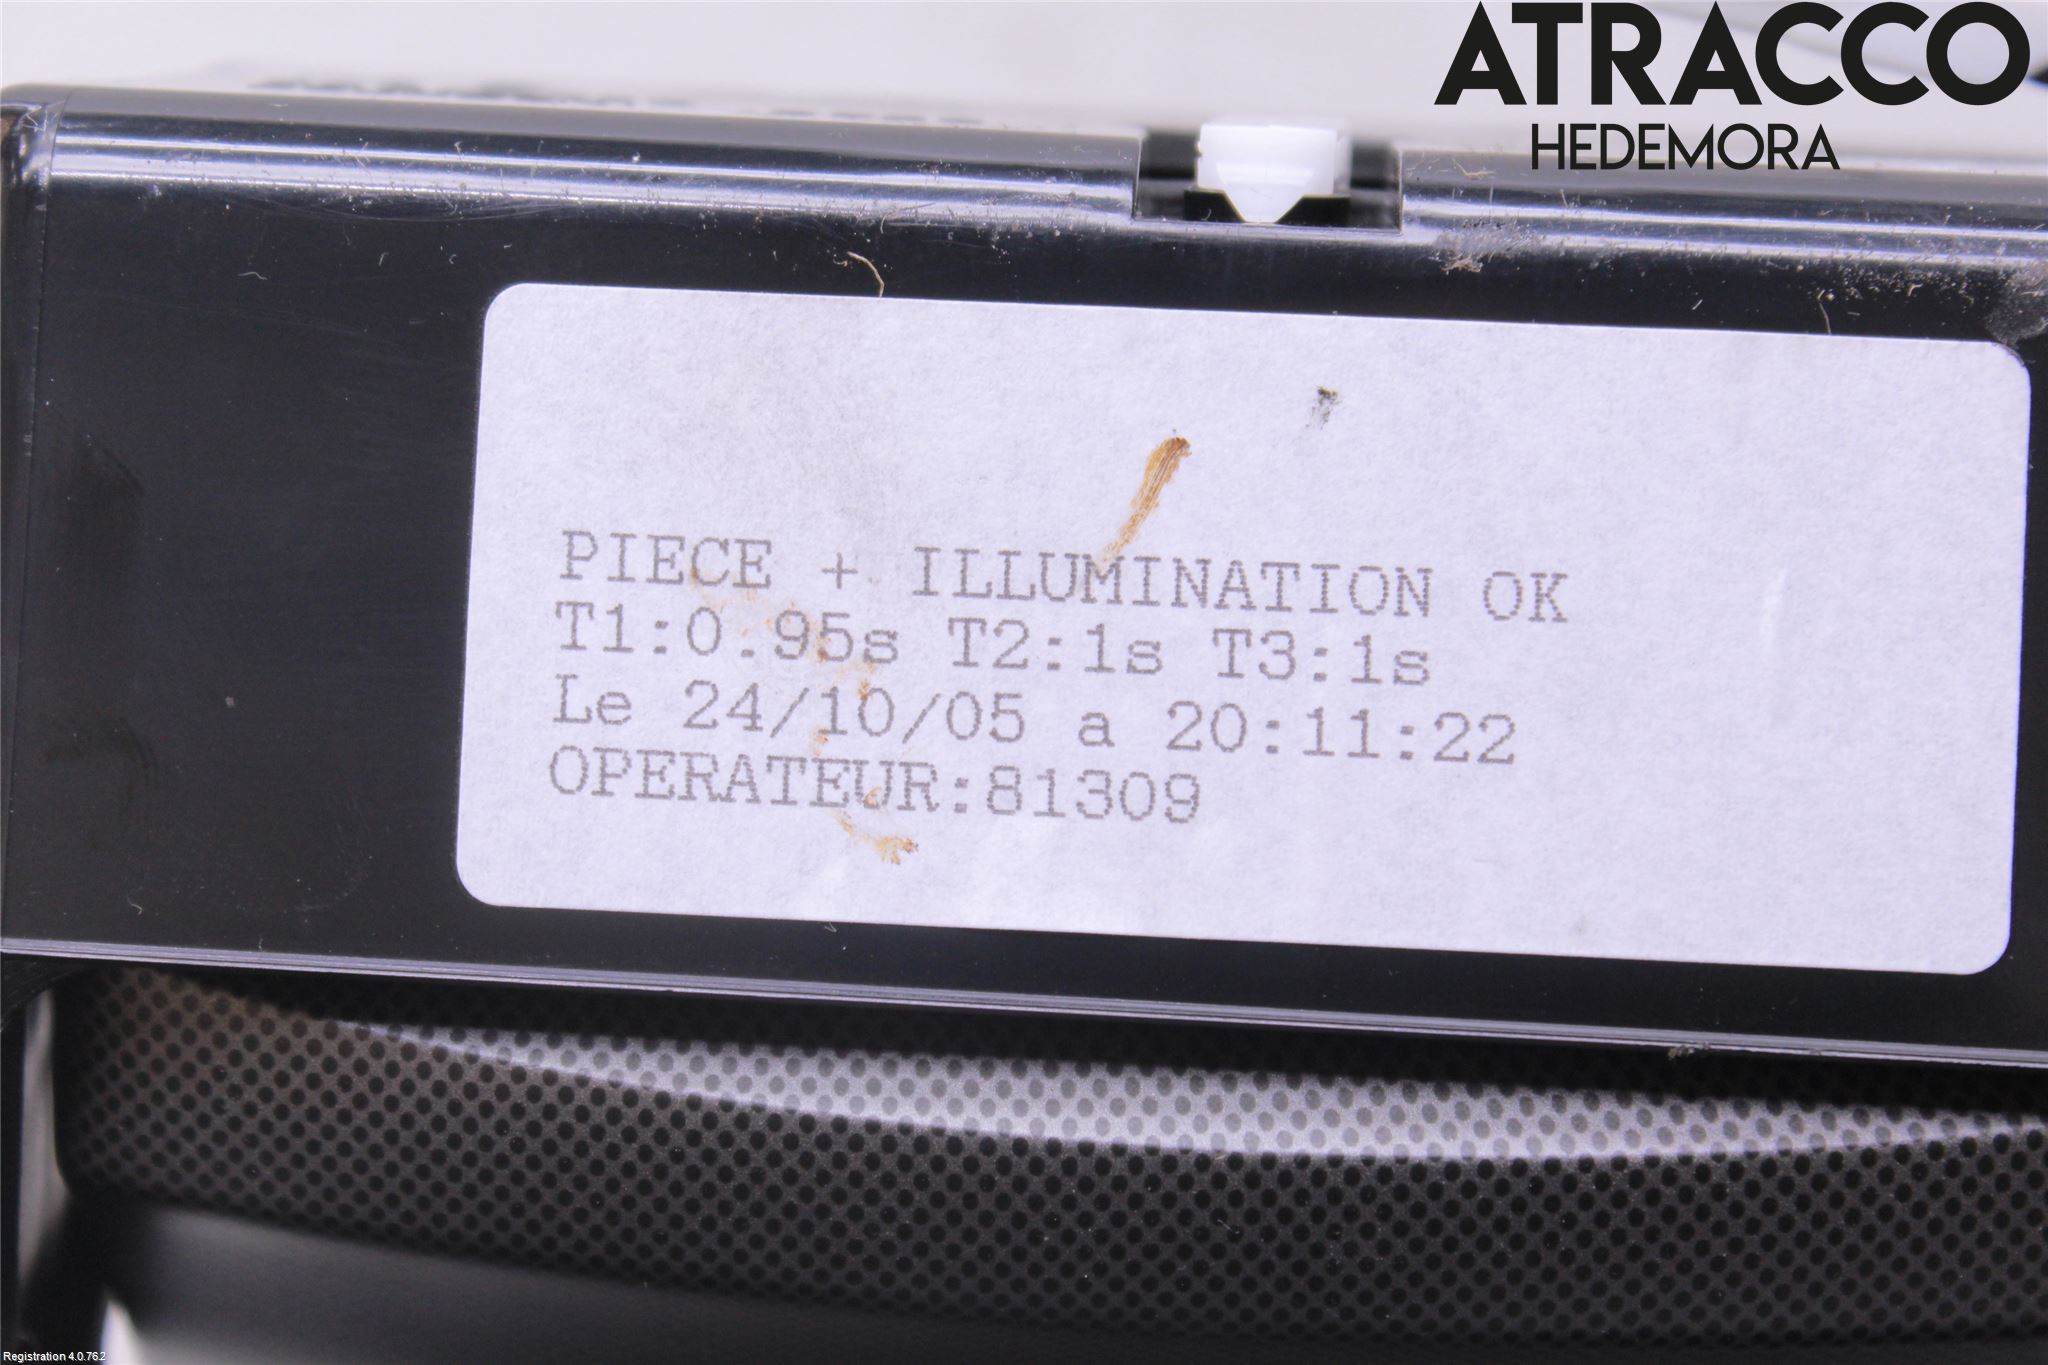 ATRACCO
HEDEMORA
PIECE + ILLUMINATION OK
T1:0.95s T2:1s T3:1s
Le 24/10/05 a 20:11:22
OPERATEUR:81309
Registration 4.0.76.2